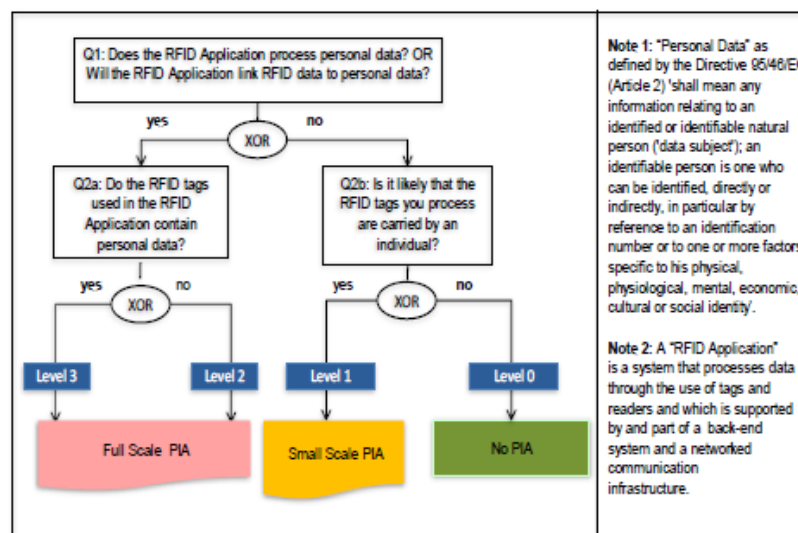 Q1: Does the RFID Application process personal data? OR
Will the RFID Application link RFID data to personal data?
yes
no
XOR
Q2a: Do the RFID tags
used in the RFID
Application contain
personal data?
Q2b: Is it likely that the
RFID tags you process
are carried by an
individual?
yes
no
XOR
yes
no
XOR
Level 3
Level 2
Level 1
Level 0
Full Scale PIA
Small Scale PIA
No PIA
Note 1: "Personal Data" as
defined by the Directive 95/46/EC
(Article 2) 'shall mean any
information relating to an
identified or identifiable natural
person ('data subject'); an
identifiable person is one who
can be identified, directly or
indirectly, in particular by
reference to an identification
number or to one or more factors
specific to his physical,
physiological, mental, economic,
cultural or social identity'.
Note 2: A "RFID Application"
is a system that processes data
through the use of tags and
readers and which is supported
by and part of a back-end
system and a networked
communication
infrastructure.